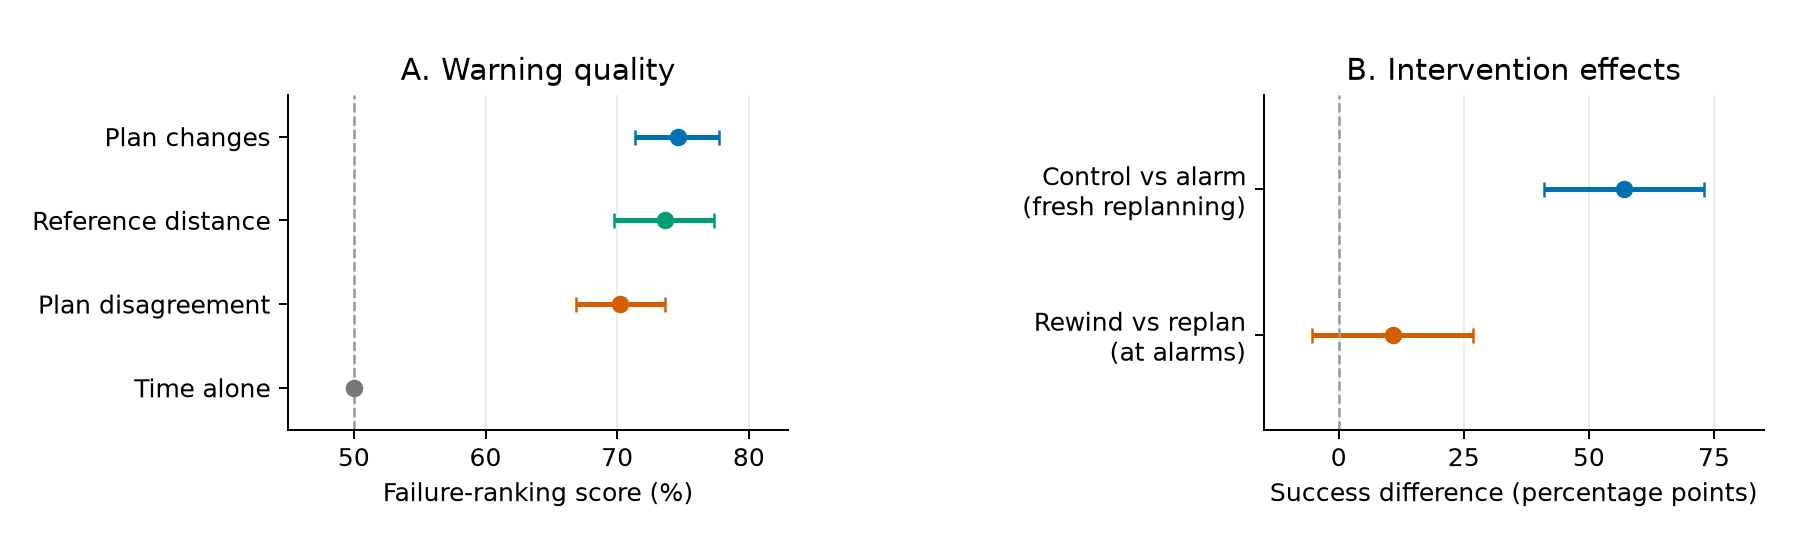 A. Warning quality
Plan changes
Reference distance
Plan disagreement
Time alone
50 60 70 80
Failure-ranking score (%)
B. Intervention effects
Control vs alarm
(fresh replanning)
Rewind vs replan
(at alarms)
0 25 50 75
Success difference (percentage points)